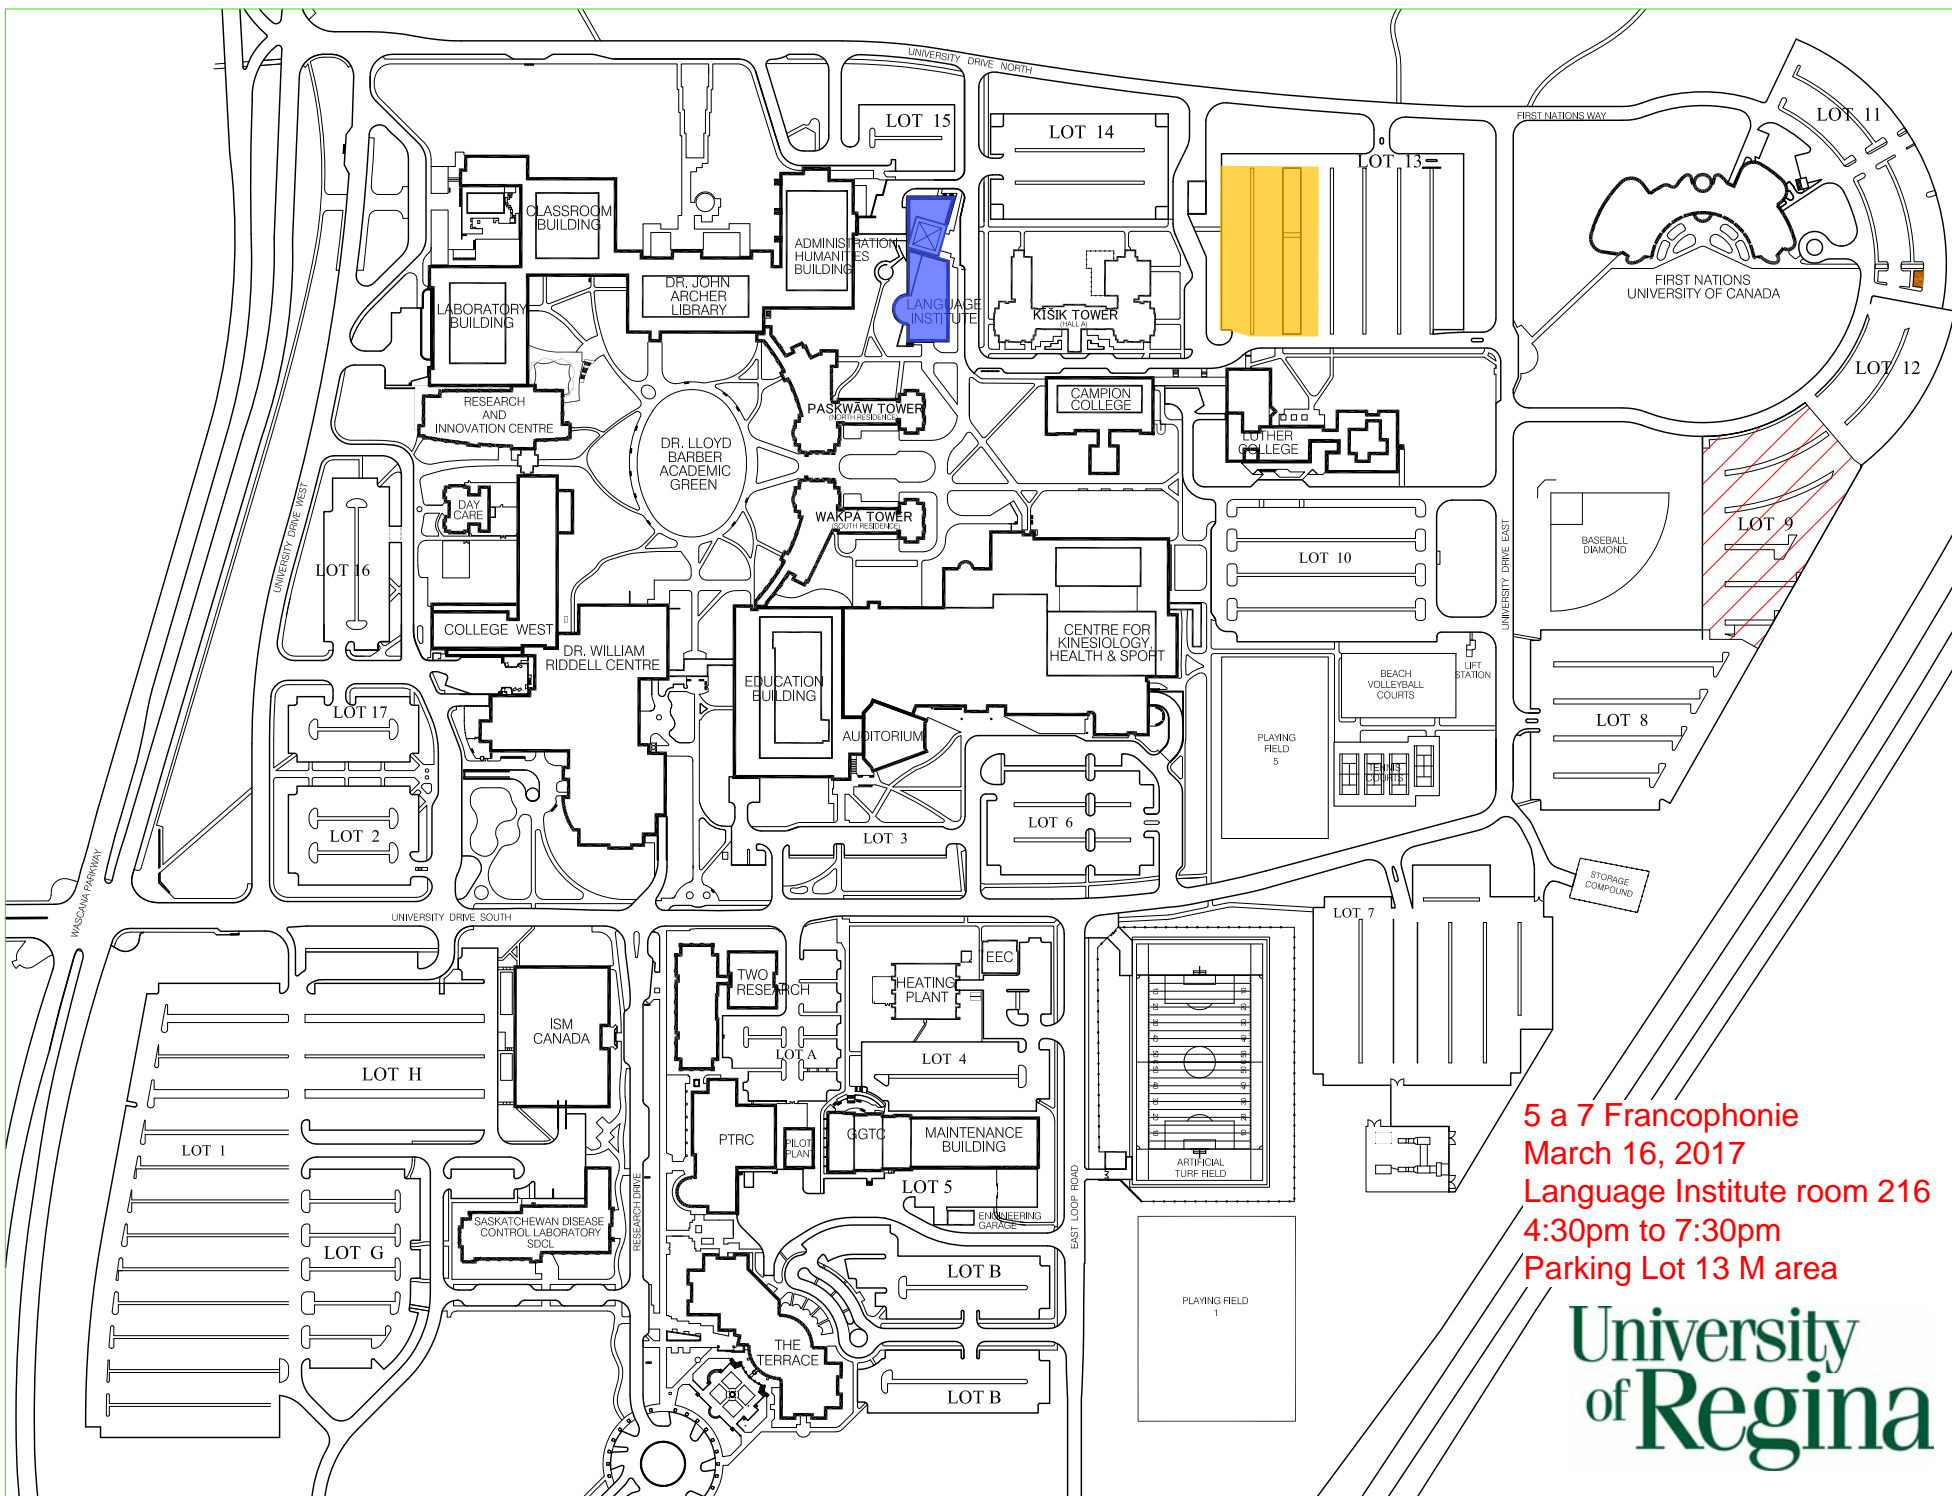 UNIVERSITY DRIVE NORTH
FIRST NATIONS WAY
LOT 11
LOT 15
LOT 14
LOT 13
CLASSROOM
BUILDING
ADMINISTRATION
HUMANITIES
BUILDING
DR. JOHN
ARCHER
LIBRARY
LABORATORY
BUILDING
LANGUAGE
INSTITUTE
KĪSIK TOWER
(HALL A)
FIRST NATIONS
UNIVERSITY OF CANADA
LOT 12
RESEARCH
AND
INNOVATION CENTRE
PASKWĀW TOWER
(NORTH RESIDENCE)
CAMPION
COLLEGE
LUTHER
COLLEGE
DR. LLOYD
BARBER
ACADEMIC
GREEN
DAY
CARE
WAKPÁ TOWER
(SOUTH RESIDENCE)
UNIVERSITY DRIVE WEST
LOT 16
LOT 10
UNIVERSITY DRIVE EAST
BASEBALL
DIAMOND
LOT 9
COLLEGE WEST
DR. WILLIAM
RIDDELL CENTRE
CENTRE FOR
KINESIOLOGY,
HEALTH & SPORT
EDUCATION
BUILDING
AUDITORIUM
BEACH
VOLLEYBALL
COURTS
LIFT
STATION
LOT 17
LOT 8
PLAYING
FIELD
5
TENNIS
COURTS
LOT 2
LOT 3
LOT 6
STORAGE
COMPOUND
WASCANA PARKWAY
UNIVERSITY DRIVE SOUTH
LOT 7
TWO
RESEARCH
HEATING
PLANT
EEC
ISM
CANADA
LOT A
LOT 4
LOT H
LOT 1
PTRC
PILOT
PLANT
GGTC
MAINTENANCE
BUILDING
ARTIFICIAL
TURF FIELD
LOT 5
ENGINEERING
GARAGE
EAST LOOP ROAD
RESEARCH DRIVE
SASKATCHEWAN DISEASE
CONTROL LABORATORY
SDCL
LOT G
LOT B
THE
TERRACE
LOT B
PLAYING FIELD
1
5 a 7 Francophonie
March 16, 2017
Language Institute room 216
4:30pm to 7:30pm
Parking Lot 13 M area
University
of Regina